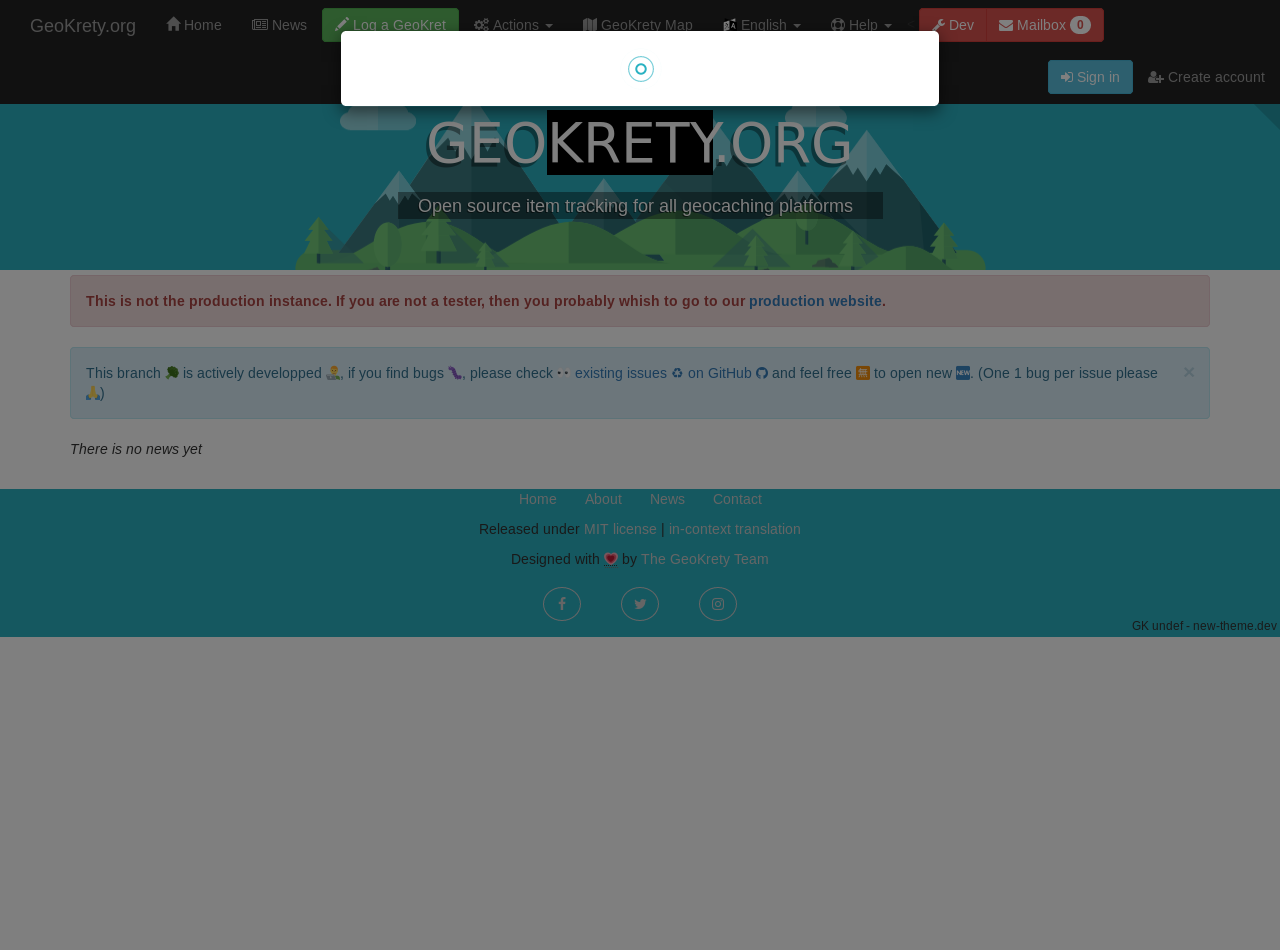 GeoKrety.org Home News Log a GeoKret Actions GeoKrety Map English Help Dev Mailbox 0
Sign in Create account
GEOKRETY.ORG
Open source item tracking for all geocaching platforms
This is not the production instance. If you are not a tester, then you probably whish to go to our production website.
This branch 🌳 is actively developped 👨‍💻, if you find bugs 🐛, please check 👀 existing issues ♻ on GitHub and feel free 🈚 to open new 🆕. (One 1 bug per issue please ×
🙏)
There is no news yet
Home About News Contact
Released under MIT license | in-context translation
Designed with 💗 by The GeoKrety Team
GK undef - new-theme.dev